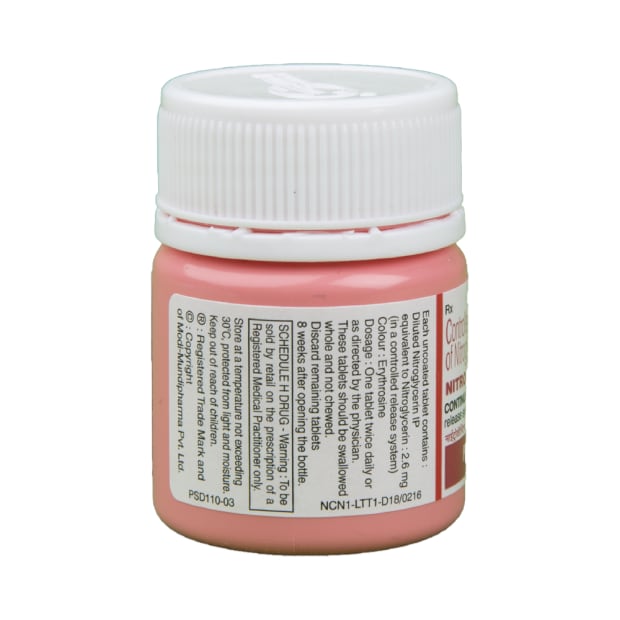 Each uncoated tablet contains :
Diluted Nitroglycerin IP
equivalent to Nitroglycerin : 2.6 mg
(in a controlled release system)
Colour : Erythrosine
Dosage : One tablet twice daily or
as directed by the physician.
These tablets should be swallowed
whole and not chewed.
Discard remaining tablets
8 weeks after opening the bottle.
SCHEDULE H DRUG - Warning : To be
sold by retail on the prescription of a
Registered Medical Practitioner only.
Store at a temperature not exceeding
30°C, protected from light and moisture.
Keep out of reach of children.
® : Registered Trade Mark and
© : Copyright
of Modi-Mundipharma Pvt. Ltd.
NCN1-LTT1-D18/0216
PSD110-03
Rx
of
release